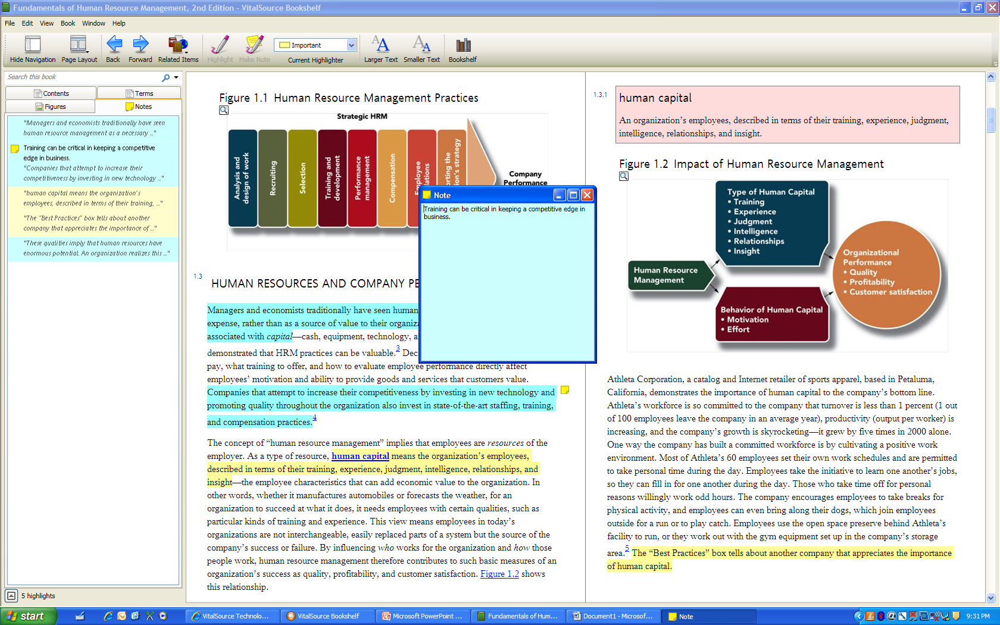 Fundamentals of Human Resource Management, 2nd Edition - VitalSource Bookshelf
File Edit View Book Window Help
Hide Navigation Page Layout Back Forward Related Items Highlight Make Note Important Current Highlighter Larger Text Smaller Text Bookshelf
Search this book
Contents Terms
Figures Notes
"Managers and economists traditionally have seen
human resource management as a necessary ..."
Training can be critical in keeping a competitive
edge in business.
"Companies that attempt to increase their
competitiveness by investing in new technology ..."
"human capital means the organization's
employees, described in terms of their training, ..."
"The "Best Practices" box tells about another
company that appreciates the importance of ..."
"These qualities imply that human resources have
enormous potential. An organization realizes this ..."
5 highlights
Figure 1.1 Human Resource Management Practices
Strategic HRM
Analysis and
design of work
Recruiting
Selection
Training and
development
Performance
management
Compensation
Company
Performance
Note
Training can be critical in keeping a competitive edge in
business.
1.3
HUMAN RESOURCES AND COMPANY PE
Managers and economists traditionally have seen human
expense, rather than as a source of value to their organiza
associated with capital—cash, equipment, technology, a
demonstrated that HRM practices can be valuable.3 Deci
pay, what training to offer, and how to evaluate employee performance directly affect
employees' motivation and ability to provide goods and services that customers value.
Companies that attempt to increase their competitiveness by investing in new technology and
promoting quality throughout the organization also invest in state-of-the-art staffing, training,
and compensation practices.4
The concept of "human resource management" implies that employees are resources of the
employer. As a type of resource, human capital means the organization's employees,
described in terms of their training, experience, judgment, intelligence, relationships, and
insight—the employee characteristics that can add economic value to the organization. In
other words, whether it manufactures automobiles or forecasts the weather, for an
organization to succeed at what it does, it needs employees with certain qualities, such as
particular kinds of training and experience. This view means employees in today's
organizations are not interchangeable, easily replaced parts of a system but the source of the
company's success or failure. By influencing who works for the organization and how those
people work, human resource management therefore contributes to such basic measures of an
organization's success as quality, profitability, and customer satisfaction. Figure 1.2 shows
this relationship.
1.3.1
human capital
An organization's employees, described in terms of their training, experience, judgment,
intelligence, relationships, and insight.
Figure 1.2 Impact of Human Resource Management
Human Resource
Management
Type of Human Capital
• Training
• Experience
• Judgment
• Intelligence
• Relationships
• Insight
Behavior of Human Capital
• Motivation
• Effort
Organizational
Performance
• Quality
• Profitability
• Customer satisfaction
Athleta Corporation, a catalog and Internet retailer of sports apparel, based in Petaluma,
California, demonstrates the importance of human capital to the company's bottom line.
Athleta's workforce is so committed to the company that turnover is less than 1 percent (1 out
of 100 employees leave the company in an average year), productivity (output per worker) is
increasing, and the company's growth is skyrocketing—it grew by five times in 2000 alone.
One way the company has built a committed workforce is by cultivating a positive work
environment. Most of Athleta's 60 employees set their own work schedules and are permitted
to take personal time during the day. Employees take the initiative to learn one another's jobs,
so they can fill in for one another during the day. Those who take time off for personal
reasons willingly work odd hours. The company encourages employees to take breaks for
physical activity, and employees can even bring along their dogs, which join employees
outside for a run or to play catch. Employees use the open space preserve behind Athleta's
facility to run, or they work out with the gym equipment set up in the company's storage
area.5 The "Best Practices" box tells about another company that appreciates the importance
of human capital.
start VitalSource Technolo... VitalSource Bookshelf Microsoft PowerPoint ... Fundamentals of Hum... Document1 - Microsof... Note 9:31 PM